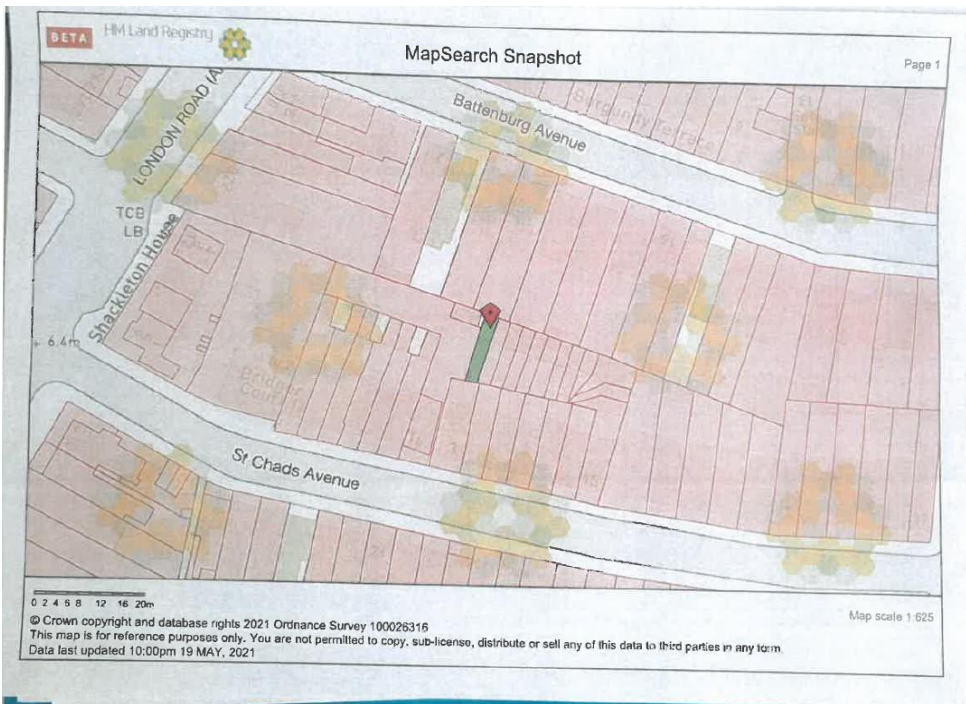 BETA
HM Land Registry
MapSearch Snapshot
Page 1
LONDON ROAD (A
Battenburg Avenue
Burgundy Terrace
TCB
LB
Shackleton House
6.4m
St Chads Avenue
0 2 4 6 8 12 16 20m
Map scale 1:625
© Crown copyright and database rights 2021 Ordnance Survey 100026316
This map is for reference purposes only. You are not permitted to copy, sub-license, distribute or sell any of this data to third parties in any form.
Data last updated 10:00pm 19 MAY, 2021